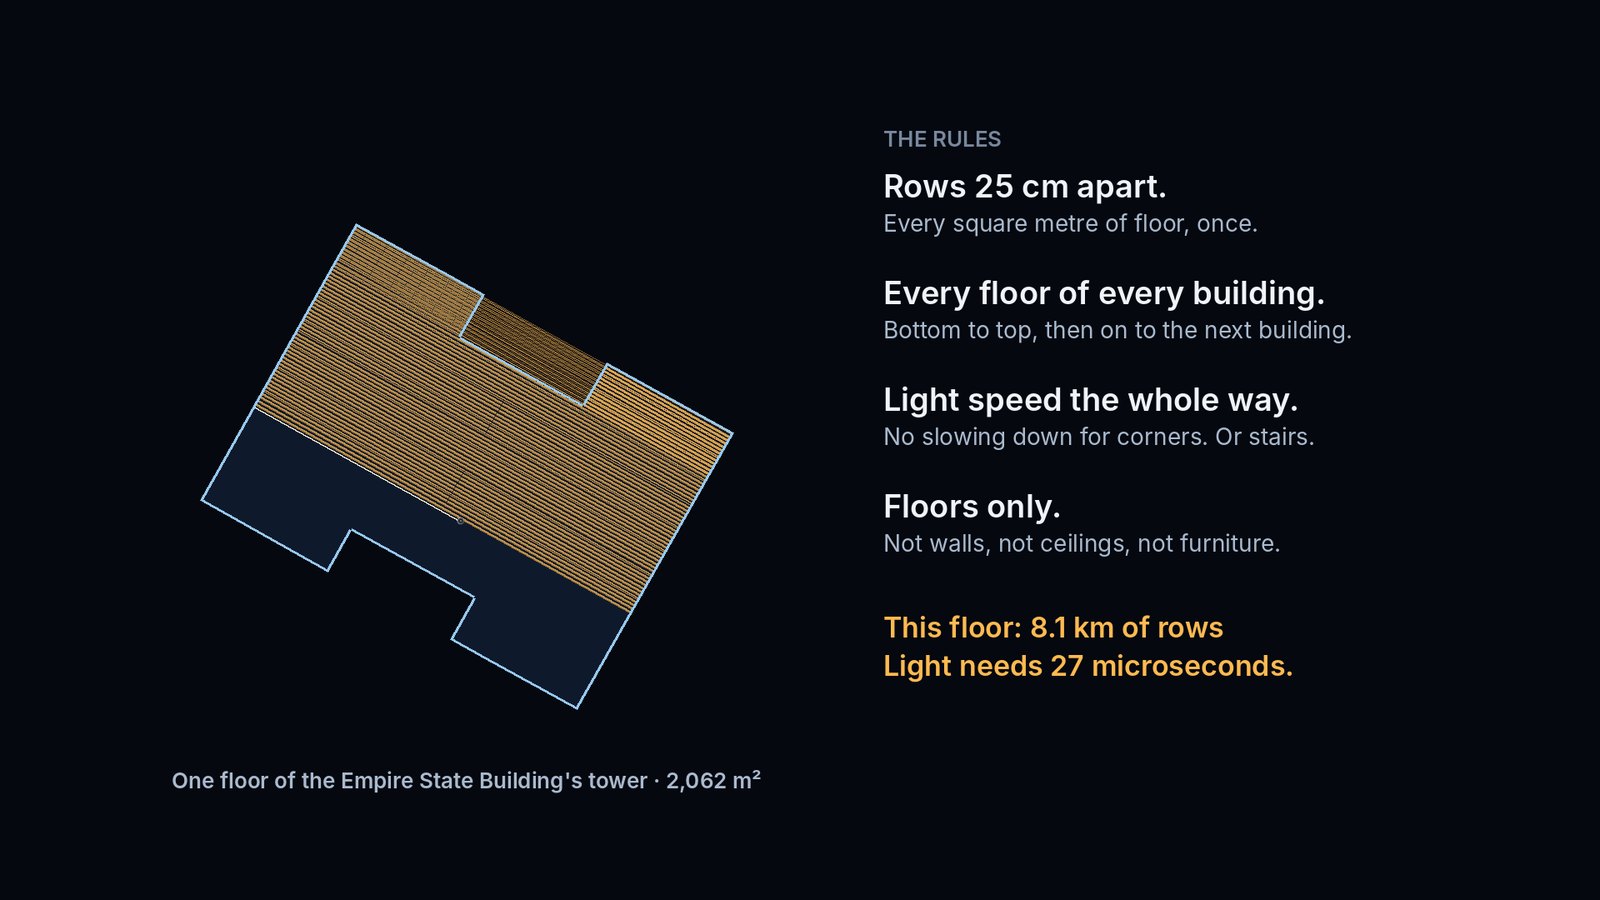 THE RULES
Rows 25 cm apart.
Every square metre of floor, once.
Every floor of every building.
Bottom to top, then on to the next building.
Light speed the whole way.
No slowing down for corners. Or stairs.
Floors only.
Not walls, not ceilings, not furniture.
This floor: 8.1 km of rows
Light needs 27 microseconds.
One floor of the Empire State Building's tower · 2,062 m²